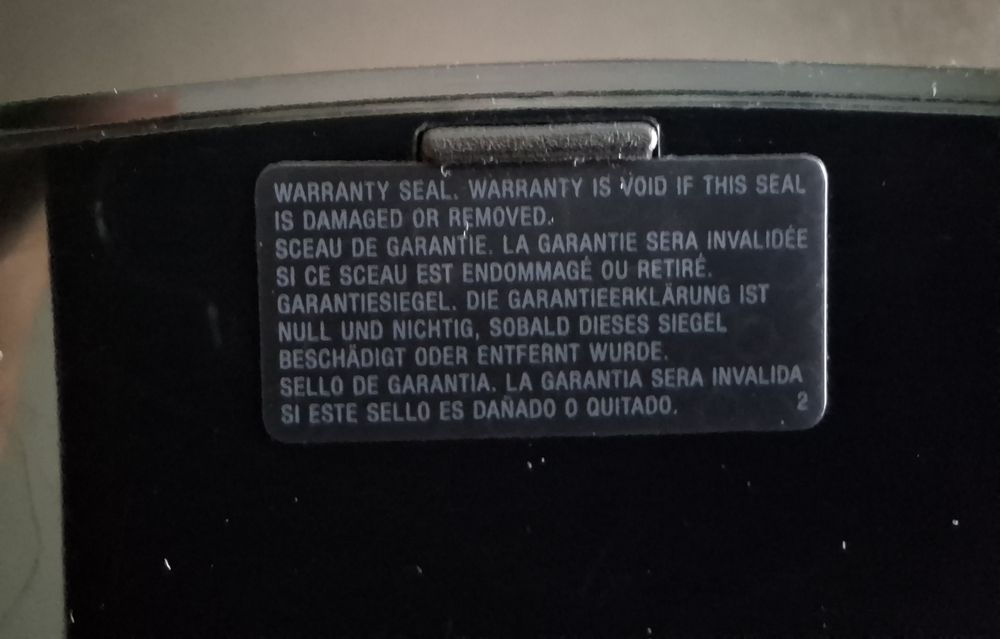 WARRANTY SEAL. WARRANTY IS VOID IF THIS SEAL
IS DAMAGED OR REMOVED.
SCEAU DE GARANTIE. LA GARANTIE SERA INVALIDÉE
SI CE SCEAU EST ENDOMMAGÉ OU RETIRÉ.
GARANTIESIEGEL. DIE GARANTIEERKLÄRUNG IST
NULL UND NICHTIG, SOBALD DIESES SIEGEL
BESCHÄDIGT ODER ENTFERNT WURDE.
SELLO DE GARANTIA. LA GARANTIA SERA INVALIDA
SI ESTE SELLO ES DAÑADO O QUITADO. 2